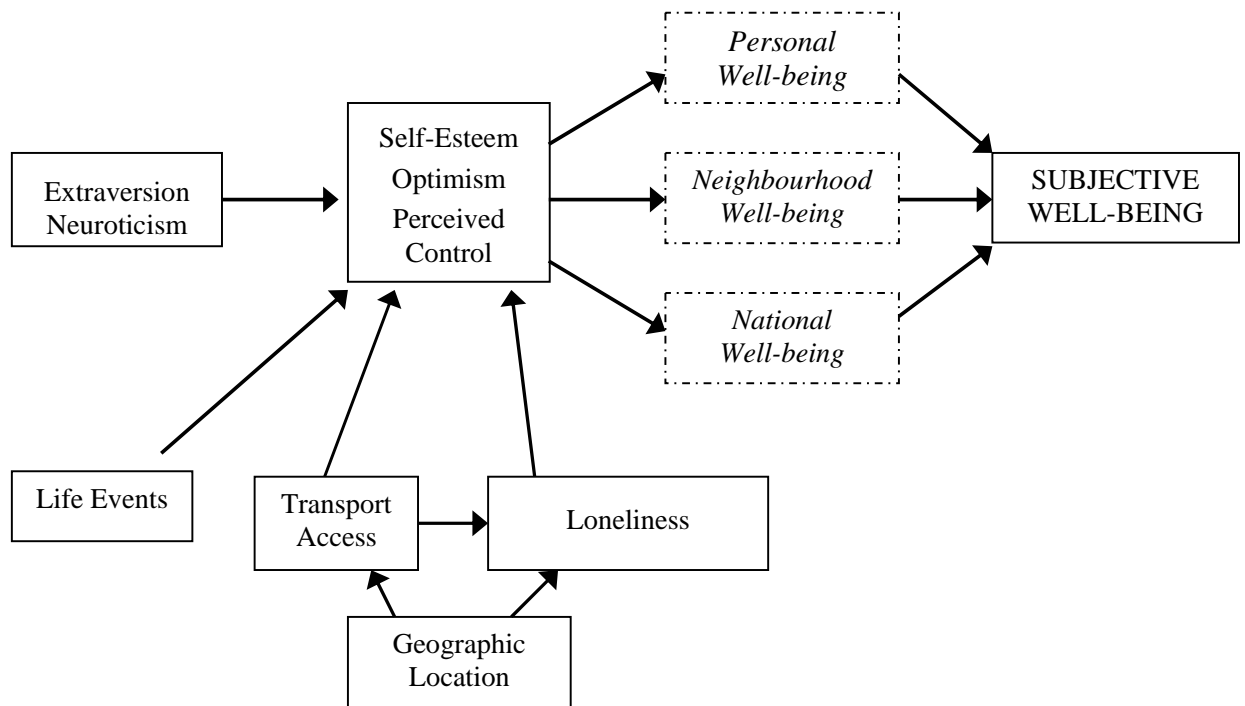 Personal
Well-being
Self-Esteem
Optimism
Perceived
Control
Extraversion
Neuroticism
Neighbourhood
Well-being
SUBJECTIVE
WELL-BEING
National
Well-being
Life Events
Transport
Access
Loneliness
Geographic
Location